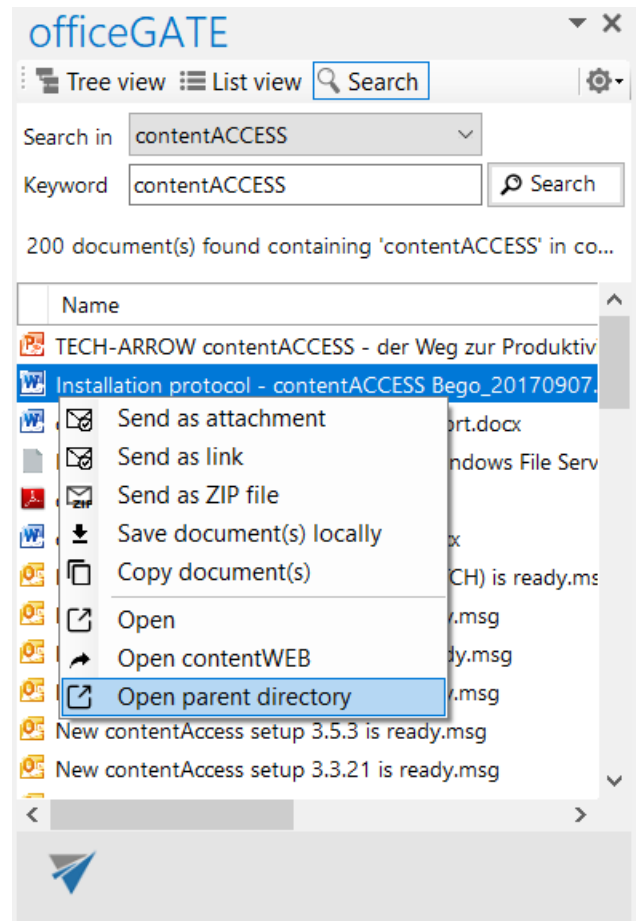 officeGATE
Tree view List view Search
Search in contentACCESS
Keyword contentACCESS Search
200 document(s) found containing 'contentACCESS' in co...
Name
TECH-ARROW contentACCESS - der Weg zur Produktiv
Installation protocol - contentACCESS Bego_20170907.
Send as attachment ort.docx
Send as link ndows File Serv
Send as ZIP file
Save document(s) locally
Copy document(s) CH) is ready.ms
Open .msg
Open contentWEB dy.msg
Open parent directory .msg
New contentAccess setup 3.5.3 is ready.msg
New contentAccess setup 3.3.21 is ready.msg